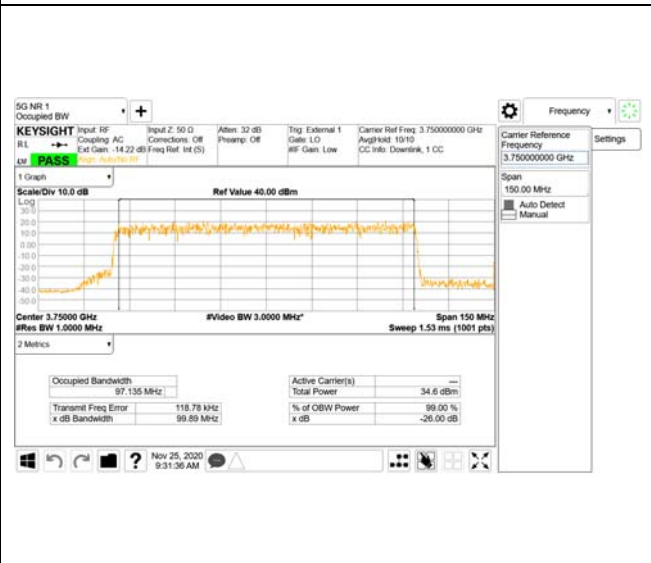 5G NR 1
Occupied BW
Frequency
KEYSIGHT
Input: RF
Input Z: 50 Ω
Atten: 32 dB
Trig: External 1
Carrier Ref Freq: 3.750000000 GHz
RL
Coupling: AC
Corrections: Off
Preamp: Off
Gate: LO
Avg|Hold: 10/10
Ext Gain: -14.22 dB
Freq Ref: Int (S)
#IF Gain: Low
CC Info: Downlink, 1 CC
PASS
Align: Auto/No RF
Carrier Reference
Frequency
3.750000000 GHz
Settings
Span
150.00 MHz
Auto Detect
Manual
1 Graph
Scale/Div 10.0 dB
Ref Value 40.00 dBm
Log
30.0
20.0
10.0
0.00
-10.0
-20.0
-30.0
-40.0
-50.0
Center 3.75000 GHz
#Video BW 3.0000 MHz*
Span 150 MHz
#Res BW 1.0000 MHz
Sweep 1.53 ms (1001 pts)
2 Metrics
Occupied Bandwidth
97.135 MHz
Active Carrier(s)
---
Total Power
34.6 dBm
Transmit Freq Error
118.78 kHz
% of OBW Power
99.00 %
x dB Bandwidth
99.89 MHz
x dB
-26.00 dB
?
Nov 25, 2020
9:31:36 AM